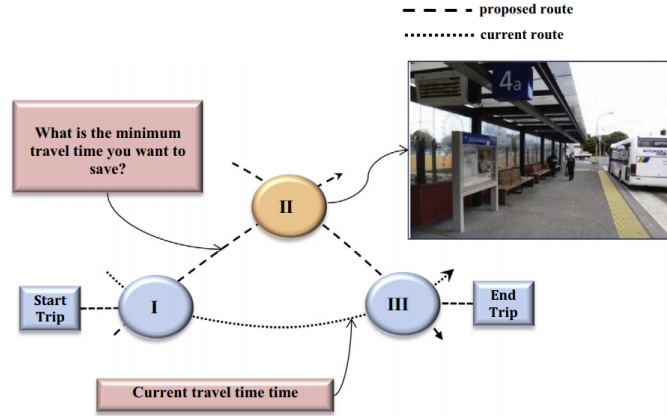 proposed route
current route
4a
What is the minimum
travel time you want to
save?
II
Start
Trip
I
III
End
Trip
Current travel time time